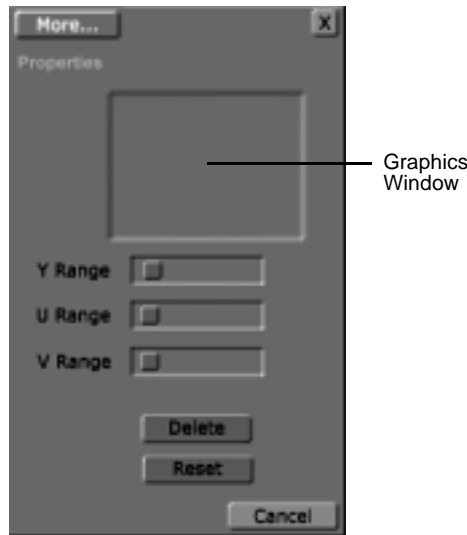 More...
X
Properties
Graphics
Window
Y Range
U Range
V Range
Delete
Reset
Cancel